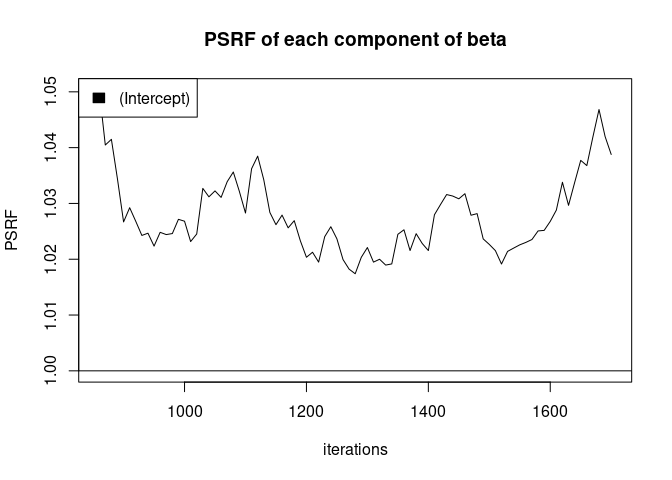 PSRF of each component of beta
(Intercept)
PSRF
1.05
1.04
1.03
1.02
1.01
1.00
1000 1200 1400 1600
iterations